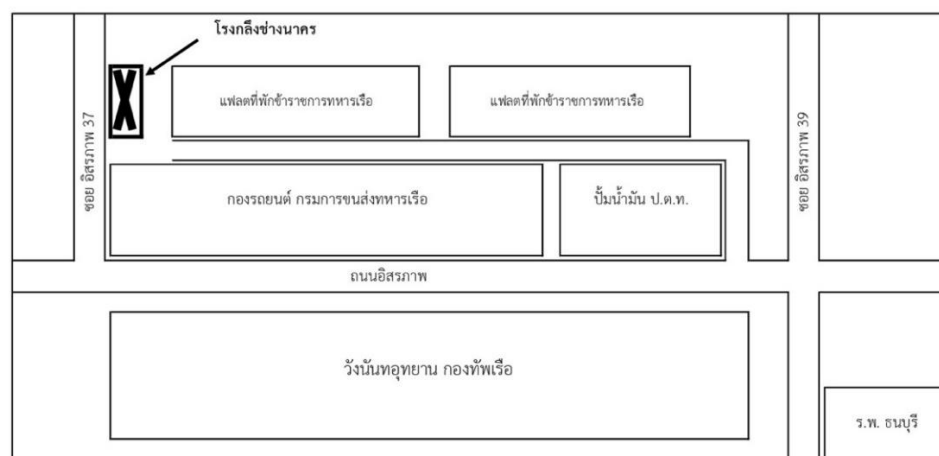 โรงกลึงช่างนาคร
แฟลตที่พักข้าราชการทหารเรือ
แฟลตที่พักข้าราชการทหารเรือ
ซอย อิสรภาพ 37
ซอย อิสรภาพ 39
กองรถยนต์ กรมการขนส่งทหารเรือ
ปั้มน้ำมัน ป.ต.ท.
ถนนอิสรภาพ
วังนันทอุทยาน กองทัพเรือ
ร.พ. ธนบุรี